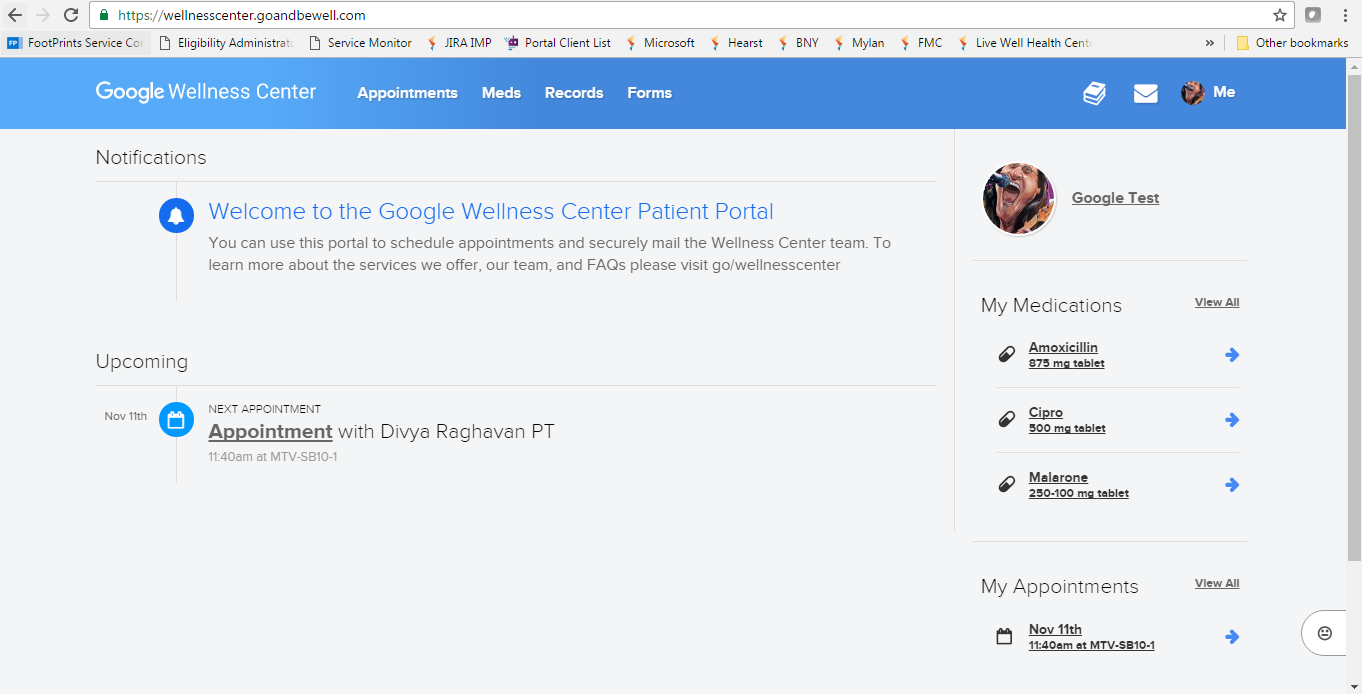 https://wellnesscenter.goandbewell.com
FP FootPrints Service Cor Eligibility Administrato Service Monitor JIRA IMP Portal Client List Microsoft Hearst BNY Mylan FMC Live Well Health Cente » Other bookmarks
Google Wellness Center Appointments Meds Records Forms Me
Notifications
Welcome to the Google Wellness Center Patient Portal
You can use this portal to schedule appointments and securely mail the Wellness Center team. To
learn more about the services we offer, our team, and FAQs please visit go/wellnesscenter
Upcoming
Nov 11th
NEXT APPOINTMENT
Appointment with Divya Raghavan PT
11:40am at MTV-SB10-1
Google Test
My Medications View All
Amoxicillin
875 mg tablet
Cipro
500 mg tablet
Malarone
250-100 mg tablet
My Appointments View All
Nov 11th
11:40am at MTV-SB10-1